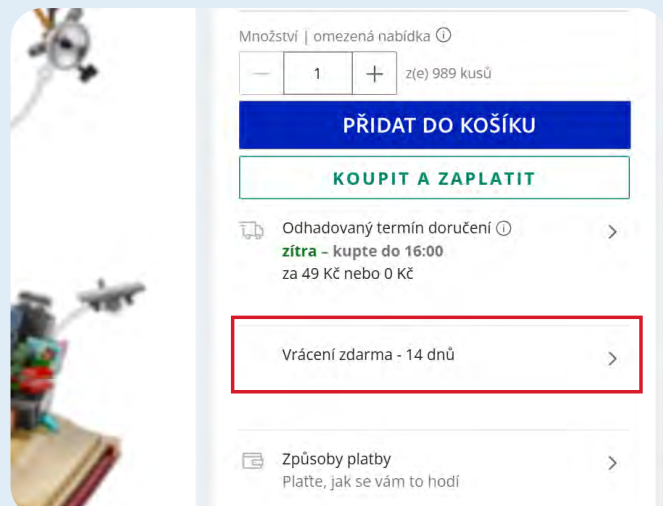 Množství | omezená nabídka
1 z(e) 989 kusů
PŘIDAT DO KOŠÍKU
KOUPIT A ZAPLATIT
Odhadovaný termín doručení
zítra – kupte do 16:00
za 49 Kč nebo 0 Kč
Vrácení zdarma - 14 dnů
Způsoby platby
Plaťte, jak se vám to hodí